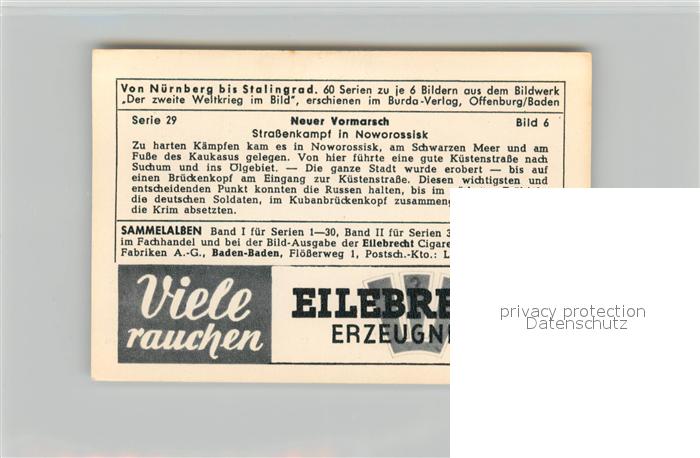 Von Nürnberg bis Stalingrad. 60 Serien zu je 6 Bildern aus dem Bildwerk
„Der zweite Weltkrieg im Bild", erschienen im Burda-Verlag, Offenburg/Baden
Serie 29 Neuer Vormarsch Bild 6
Straßenkampf in Noworossisk
Zu harten Kämpfen kam es in Noworossisk, am Schwarzen Meer und am
Fuße des Kaukasus gelegen. Von hier führte eine gute Küstenstraße nach
Suchum und ins Ölgebiet. — Die ganze Stadt wurde erobert — bis auf
einen Brückenkopf am Eingang zur Küstenstraße. Diesen wichtigsten und
entscheidenden Punkt konnten die Russen halten, bis im
die deutschen Soldaten, im Kubanbrückenkopf
die Krim absetzten.
SAMMELALBEN Band I für Serien 1—30, Band II für Serien
im Fachhandel und bei der Bild-Ausgabe der Eilebrecht
Fabriken A.-G., Baden-Baden, Flößerweg 1, Postsch.-Kto.:
Viele
rauchen
EILEBRE
ERZEUGN
privacy protection
Datenschutz